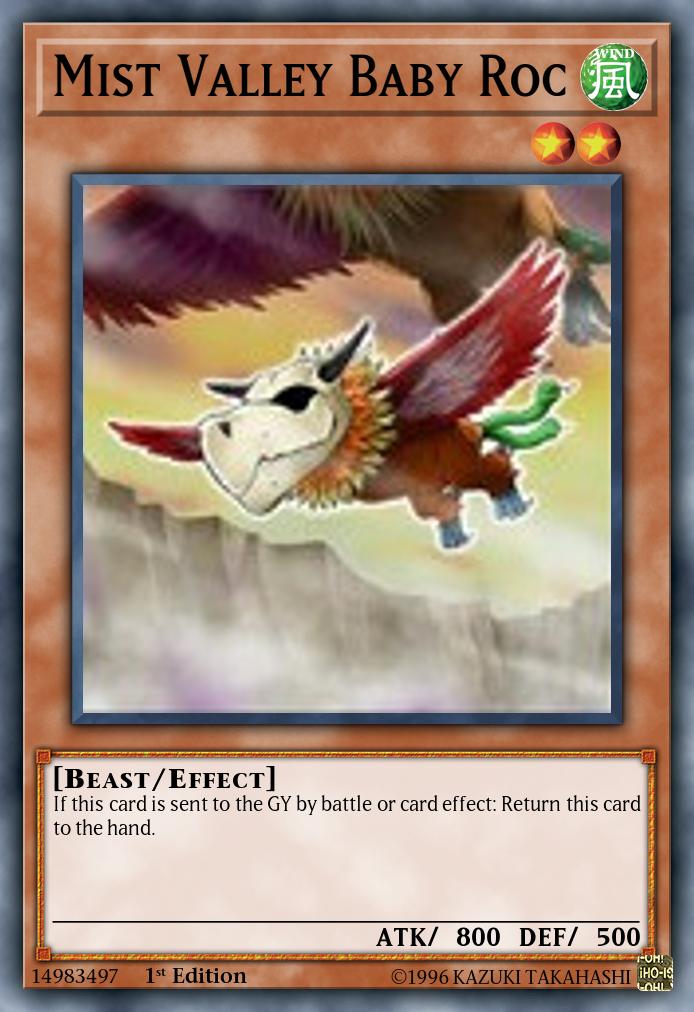 Mist Valley Baby Roc
WIND
風
[Beast/Effect]
If this card is sent to the GY by battle or card effect: Return this card
to the hand.
ATK/ 800 DEF/ 500
14983497 1st Edition ©1996 KAZUKI TAKAHASHI